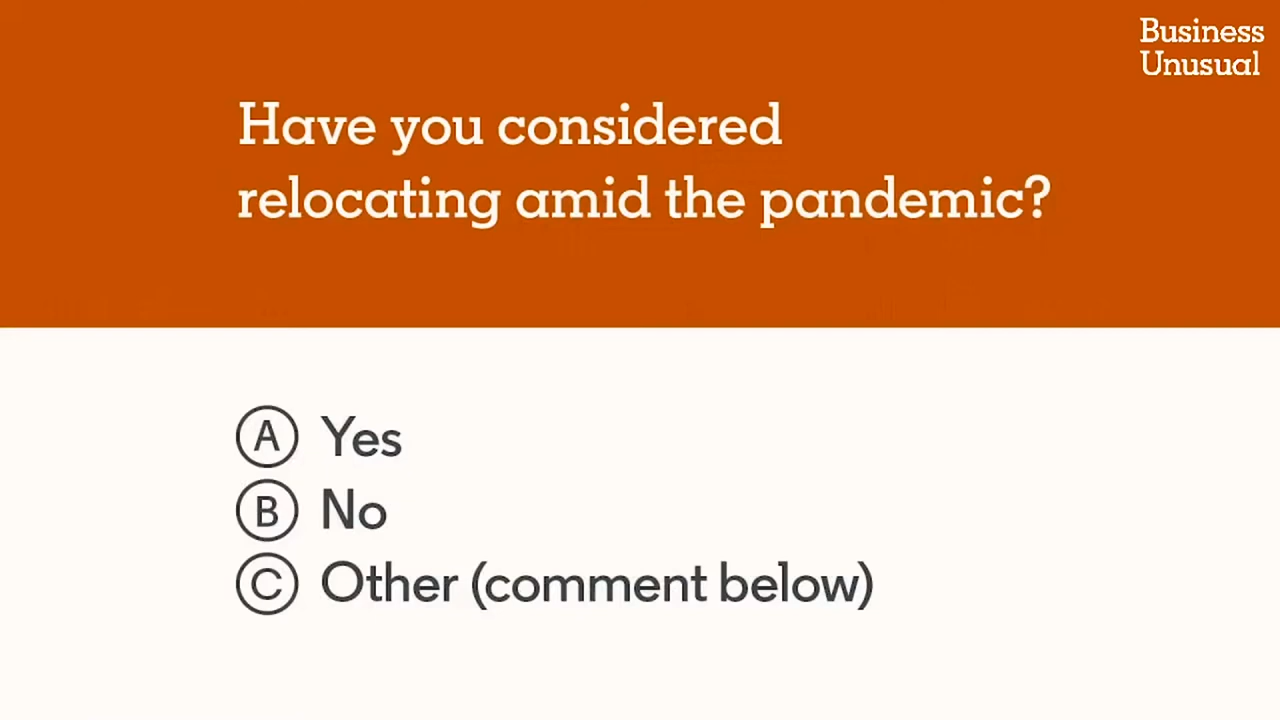 Business
Unusual
Have you considered
relocating amid the pandemic?
A Yes
B No
C Other (comment below)